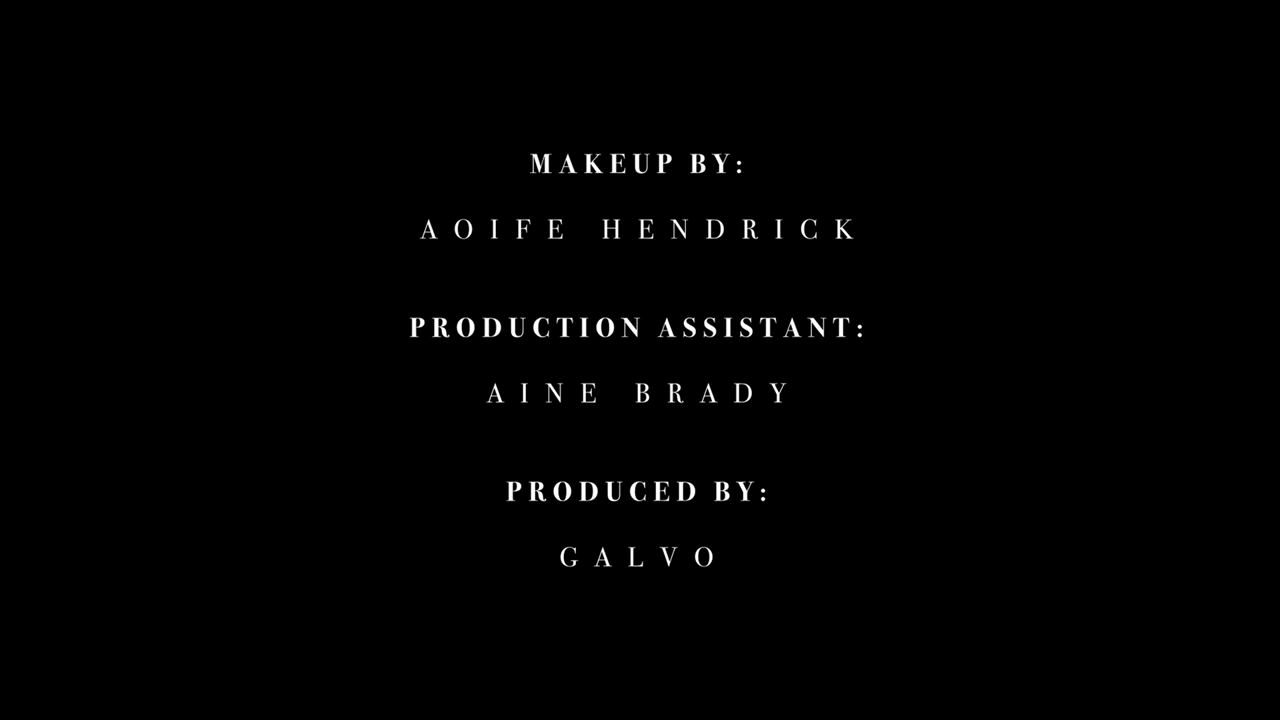 MAKEUP BY:
AOIFE HENDRICK
PRODUCTION ASSISTANT:
AINE BRADY
PRODUCED BY:
GALVO